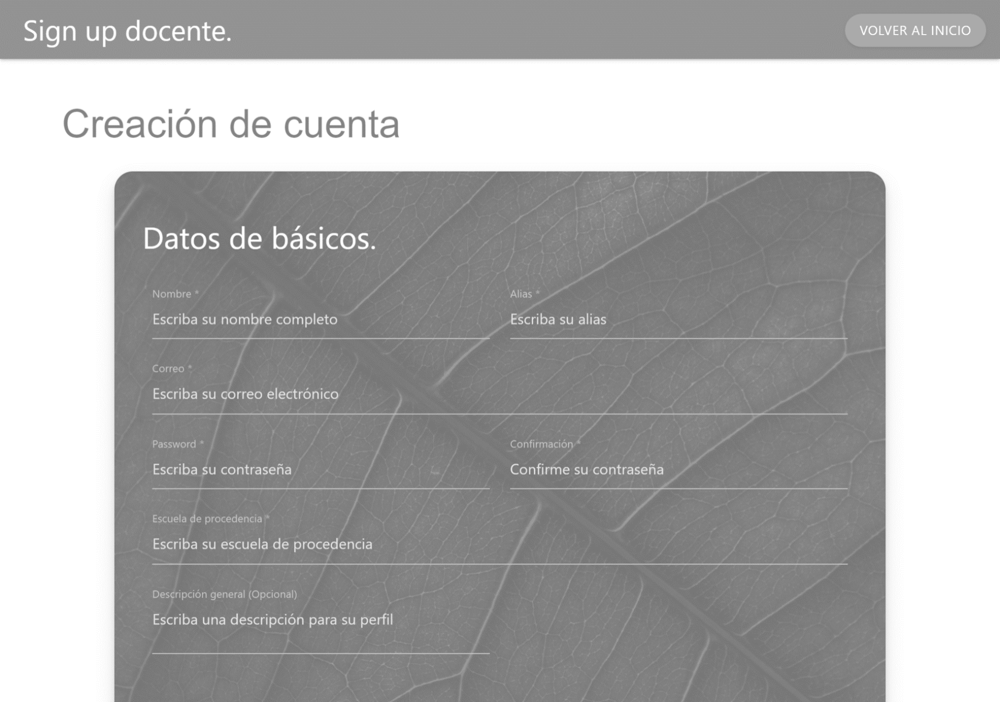 Sign up docente.
VOLVER AL INICIO
Creación de cuenta
Datos de básicos.
Nombre *
Alias *
Escriba su nombre completo
Escriba su alias
Correo *
Escriba su correo electrónico
Password *
Confirmación *
Escriba su contraseña
Confirme su contraseña
Escuela de procedencia *
Escriba su escuela de procedencia
Descripción general (Opcional)
Escriba una descripción para su perfil